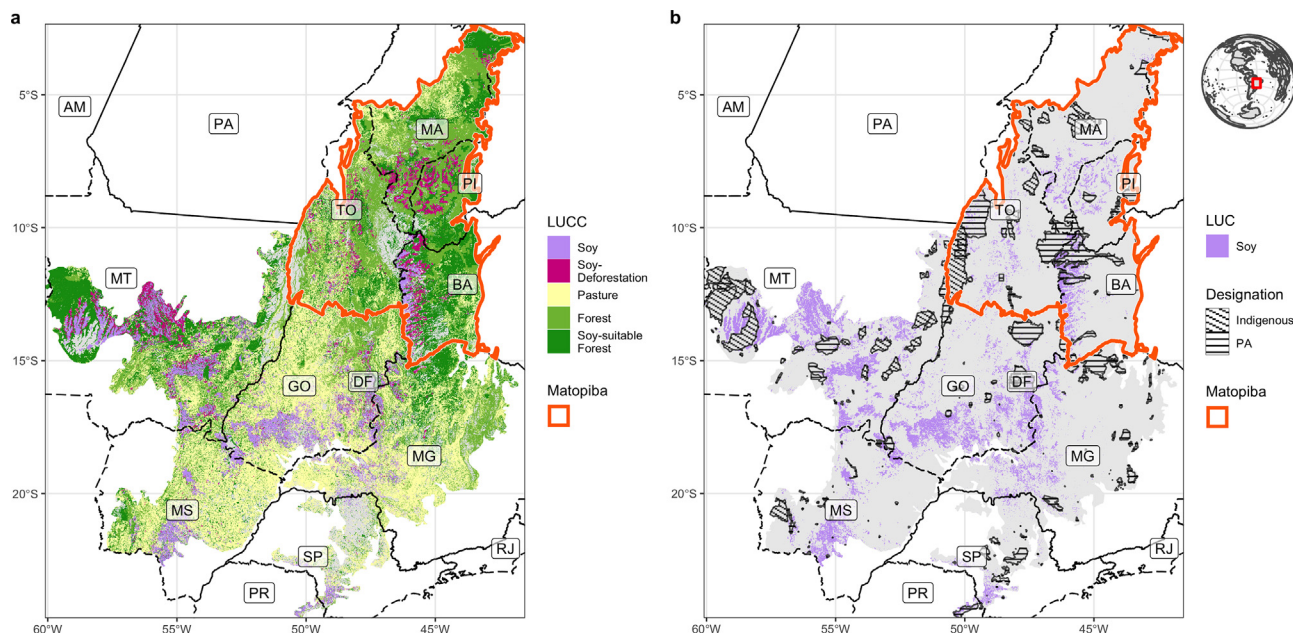 a
AM
PA
MA
PI
TO
MT
BA
GO
DF
MG
MS
SP
RJ
PR
5°S
10°S
15°S
20°S
60°W
55°W
50°W
45°W
LUCC
Soy
Soy-
Deforestation
Pasture
Forest
Soy-suitable
Forest
Matopiba
b
AM
PA
MA
PI
TO
MT
BA
GO
DF
MG
MS
SP
RJ
PR
5°S
10°S
15°S
20°S
60°W
55°W
50°W
45°W
LUC
Soy
Designation
Indigenous
PA
Matopiba